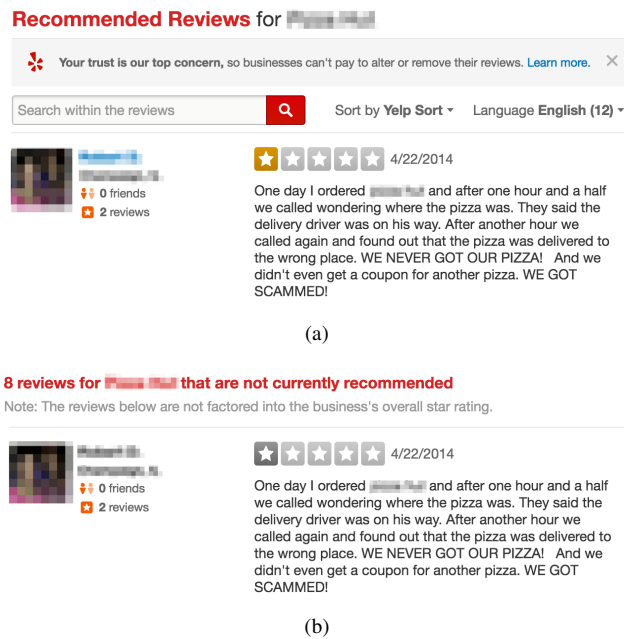 Recommended Reviews for
Your trust is our top concern, so businesses can't pay to alter or remove their reviews. Learn more.
Search within the reviews
Sort by Yelp Sort
Language English (12)
4/22/2014
0 friends
2 reviews
One day I ordered and after one hour and a half
we called wondering where the pizza was. They said the
delivery driver was on his way. After another hour we
called again and found out that the pizza was delivered to
the wrong place. WE NEVER GOT OUR PIZZA! And we
didn't even get a coupon for another pizza. WE GOT
SCAMMED!
(a)
8 reviews for that are not currently recommended
Note: The reviews below are not factored into the business's overall star rating.
4/22/2014
0 friends
2 reviews
One day I ordered and after one hour and a half
we called wondering where the pizza was. They said the
delivery driver was on his way. After another hour we
called again and found out that the pizza was delivered to
the wrong place. WE NEVER GOT OUR PIZZA! And we
didn't even get a coupon for another pizza. WE GOT
SCAMMED!
(b)